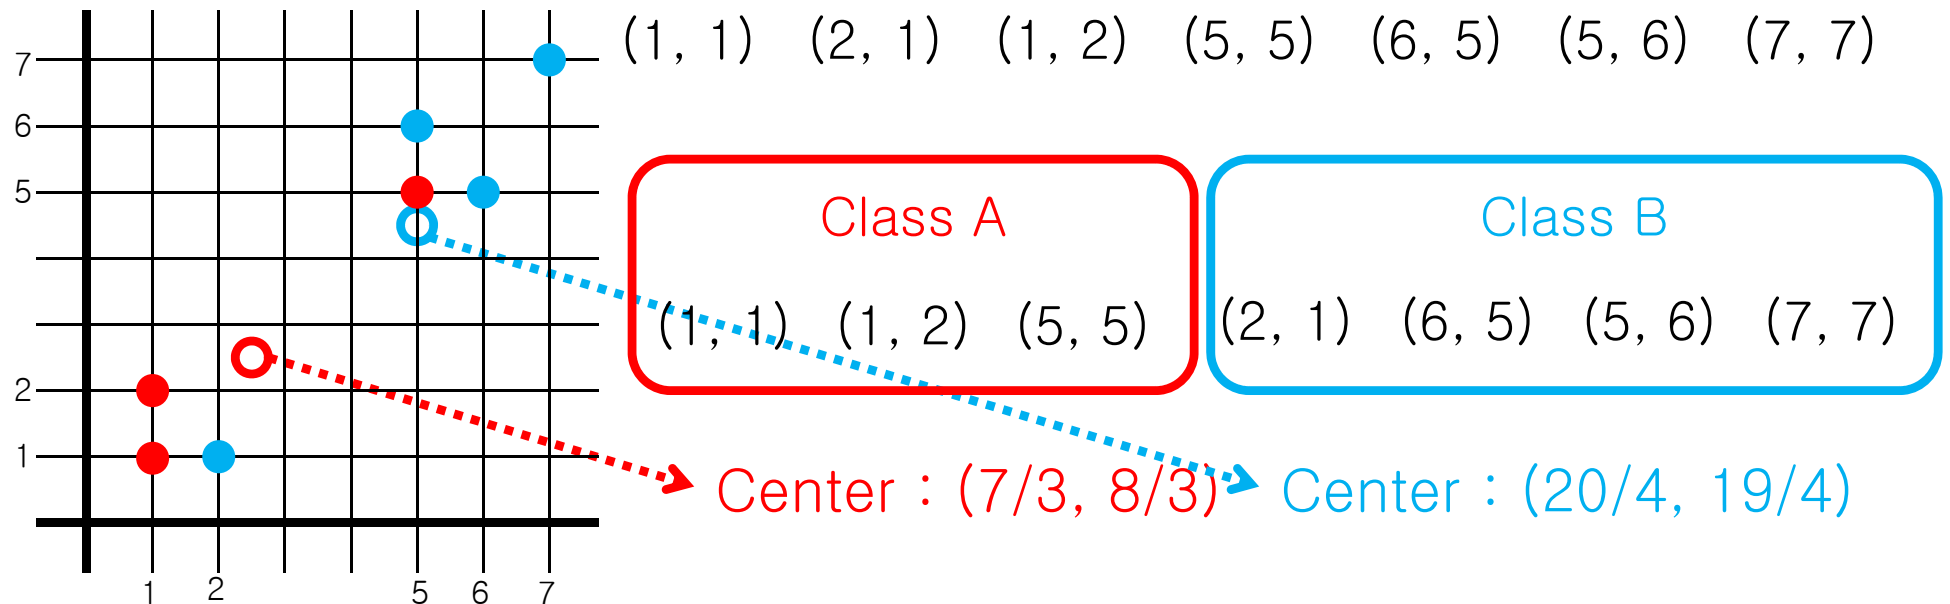 (1, 1) (2, 1) (1, 2) (5, 5) (6, 5) (5, 6) (7, 7)
7
6
5
2
1
1 2 5 6 7
Class A
(1, 1) (1, 2) (5, 5)
Class B
(2, 1) (6, 5) (5, 6) (7, 7)
Center : (7/3, 8/3)
Center : (20/4, 19/4)